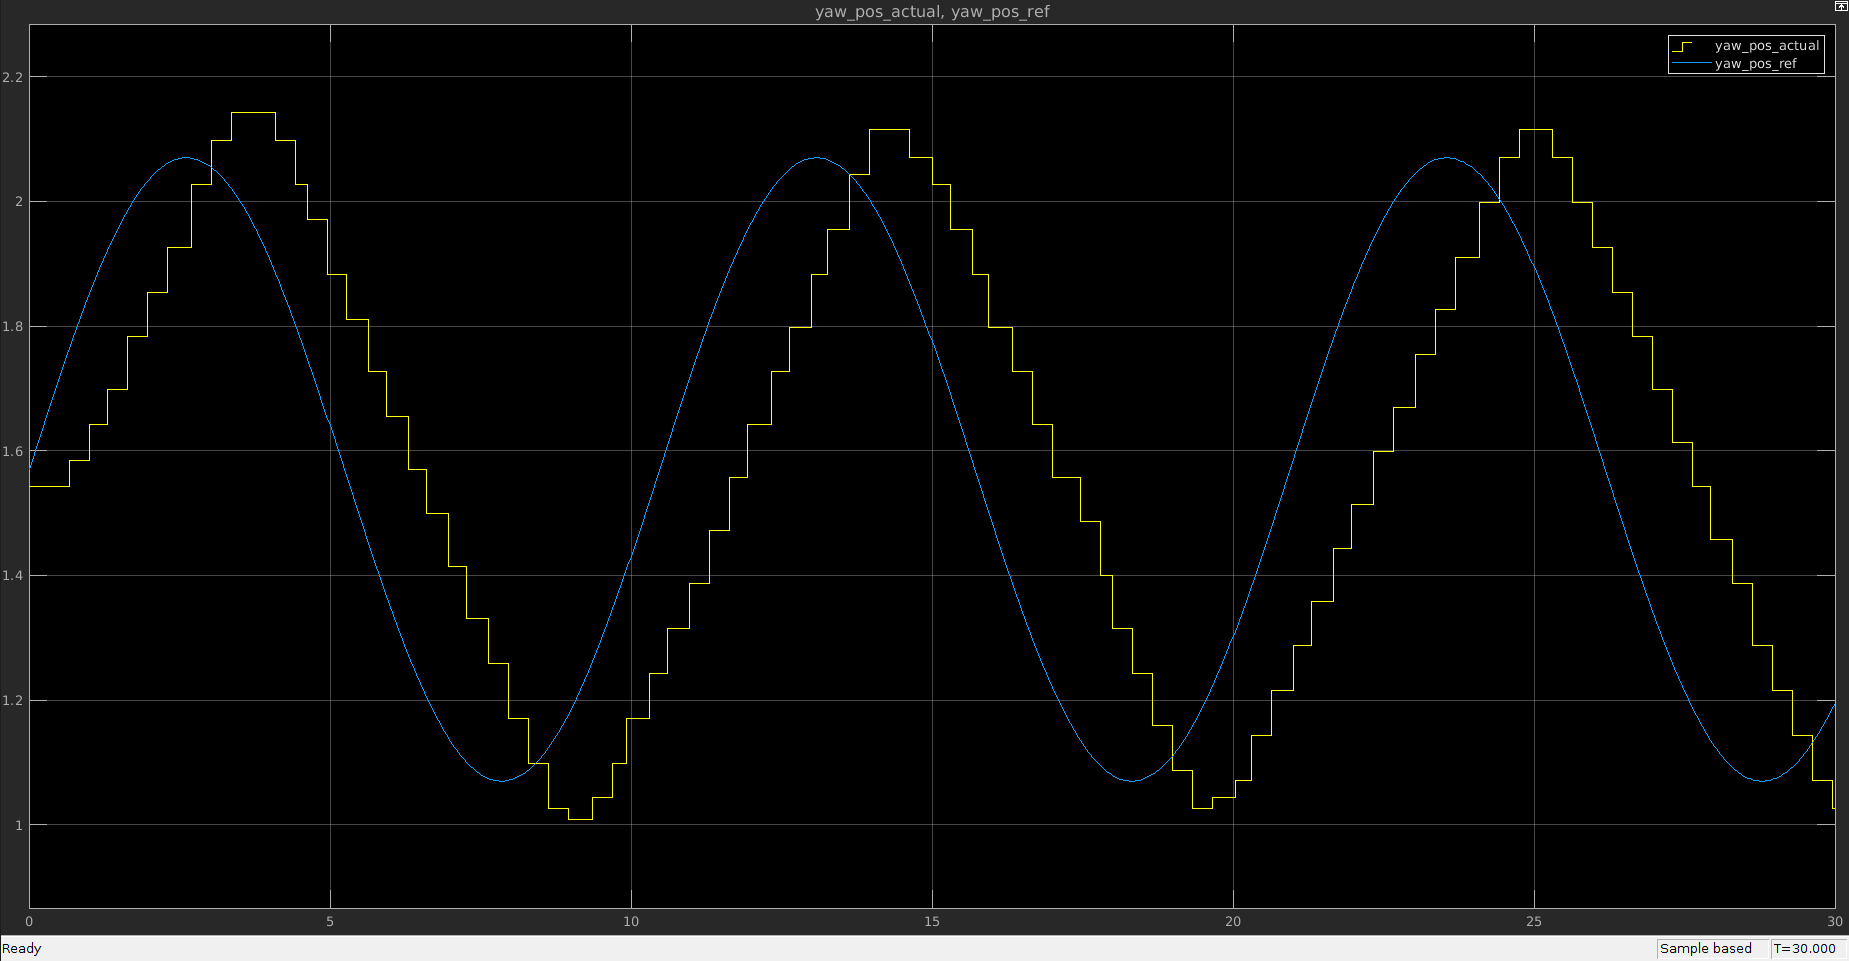 yaw_pos_actual, yaw_pos_ref
yaw_pos_actual
yaw_pos_ref
2.2
2
1.8
1.6
1.4
1.2
1
0 5 10 15 20 25 30
Ready Sample based T=30.000